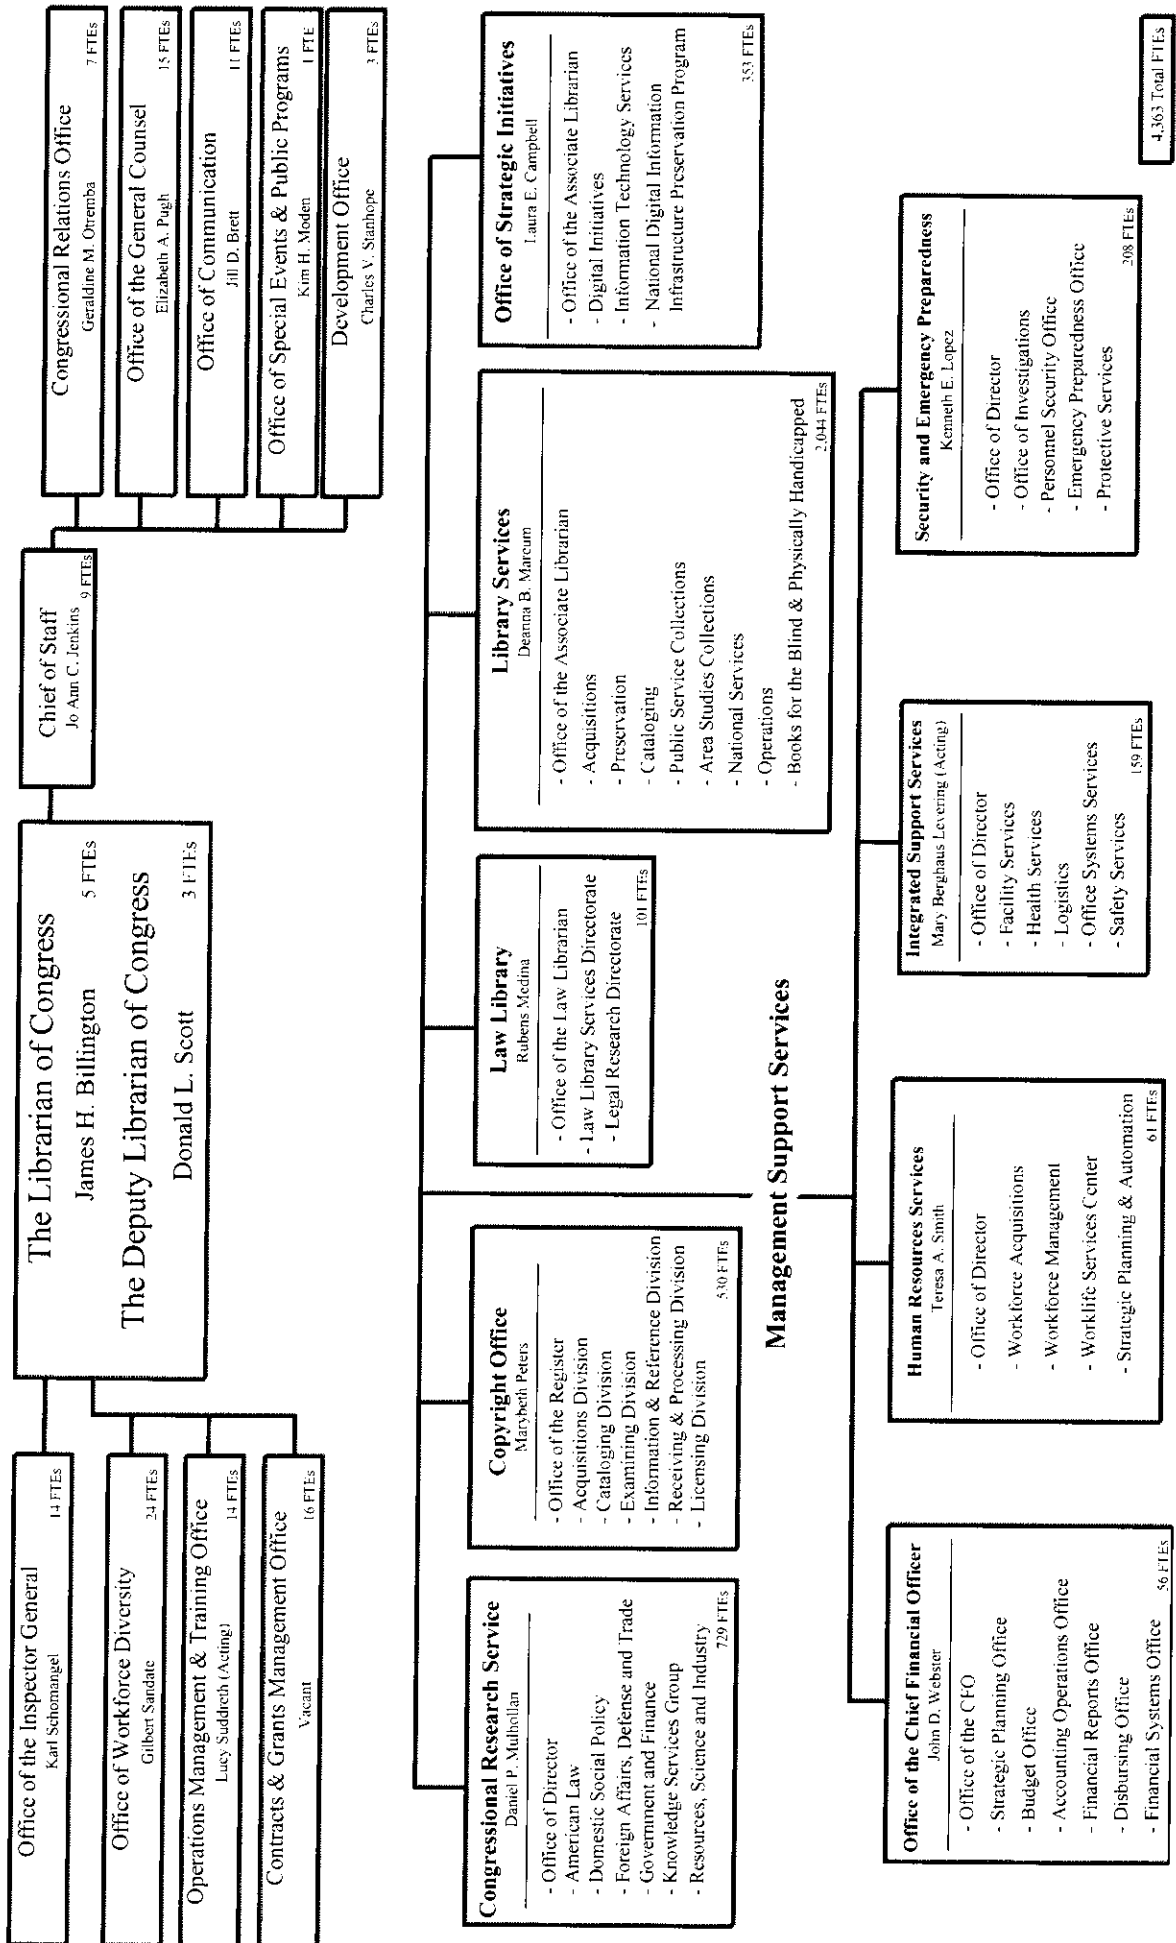 The Librarian of Congress
James H. Billington
5 FTEs
The Deputy Librarian of Congress
Donald L. Scott
3 FTEs
Chief of Staff
Jo Ann C. Jenkins
9 FTEs
Office of the Inspector General
Karl Schornagel
14 FTEs
Office of Workforce Diversity
Gilbert Sandate
24 FTEs
Operations Management & Training Office
Lucy Suddreth (Acting)
14 FTEs
Contracts & Grants Management Office
Vacant
16 FTEs
Congressional Relations Office
Geraldine M. Otremba
7 FTEs
Office of the General Counsel
Elizabeth A. Pugh
15 FTEs
Office of Communication
Jill D. Brett
11 FTEs
Office of Special Events & Public Programs
Kim H. Moden
1 FTE
Development Office
Charles V. Stanhope
3 FTEs
Congressional Research Service
Daniel P. Mulhollan
- Office of Director
- American Law
- Domestic Social Policy
- Foreign Affairs, Defense and Trade
- Government and Finance
- Knowledge Services Group
- Resources, Science and Industry
729 FTEs
Copyright Office
Marybeth Peters
- Office of the Register
- Acquisitions Division
- Cataloging Division
- Examining Division
- Information & Reference Division
- Receiving & Processing Division
- Licensing Division
530 FTEs
Law Library
Rubens Medina
- Office of the Law Librarian
- Law Library Services Directorate
- Legal Research Directorate
101 FTEs
Library Services
Deanna B. Marcum
- Office of the Associate Librarian
- Acquisitions
- Preservation
- Cataloging
- Public Service Collections
- Area Studies Collections
- National Services
- Operations
- Books for the Blind & Physically Handicapped
2,044 FTEs
Office of Strategic Initiatives
Laura E. Campbell
- Office of the Associate Librarian
- Digital Initiatives
- Information Technology Services
- National Digital Information
Infrastructure Preservation Program
353 FTEs
Management Support Services
Office of the Chief Financial Officer
John D. Webster
- Office of the CFO
- Strategic Planning Office
- Budget Office
- Accounting Operations Office
- Financial Reports Office
- Disbursing Office
- Financial Systems Office
56 FTEs
Human Resources Services
Teresa A. Smith
- Office of Director
- Workforce Acquisitions
- Workforce Management
- Worklife Services Center
- Strategic Planning & Automation
61 FTEs
Integrated Support Services
Mary Berghaus Levering (Acting)
- Office of Director
- Facility Services
- Health Services
- Logistics
- Office Systems Services
- Safety Services
159 FTEs
Security and Emergency Preparedness
Kenneth E. Lopez
- Office of Director
- Office of Investigations
- Personnel Security Office
- Emergency Preparedness Office
- Protective Services
208 FTEs
4,363 Total FTEs